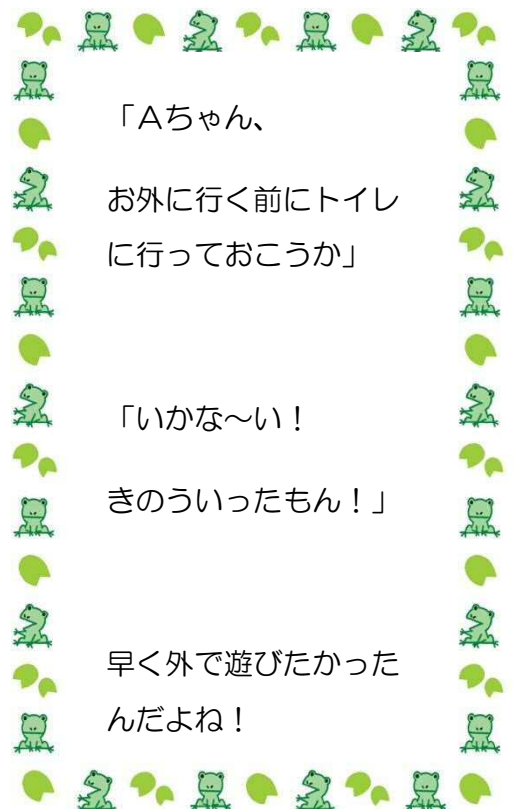 「Aちゃん、
お外に行く前にトイレ
に行っておこうか」
「いかな〜い！
きのういったもん！」
早く外で遊びたかった
んだよね！